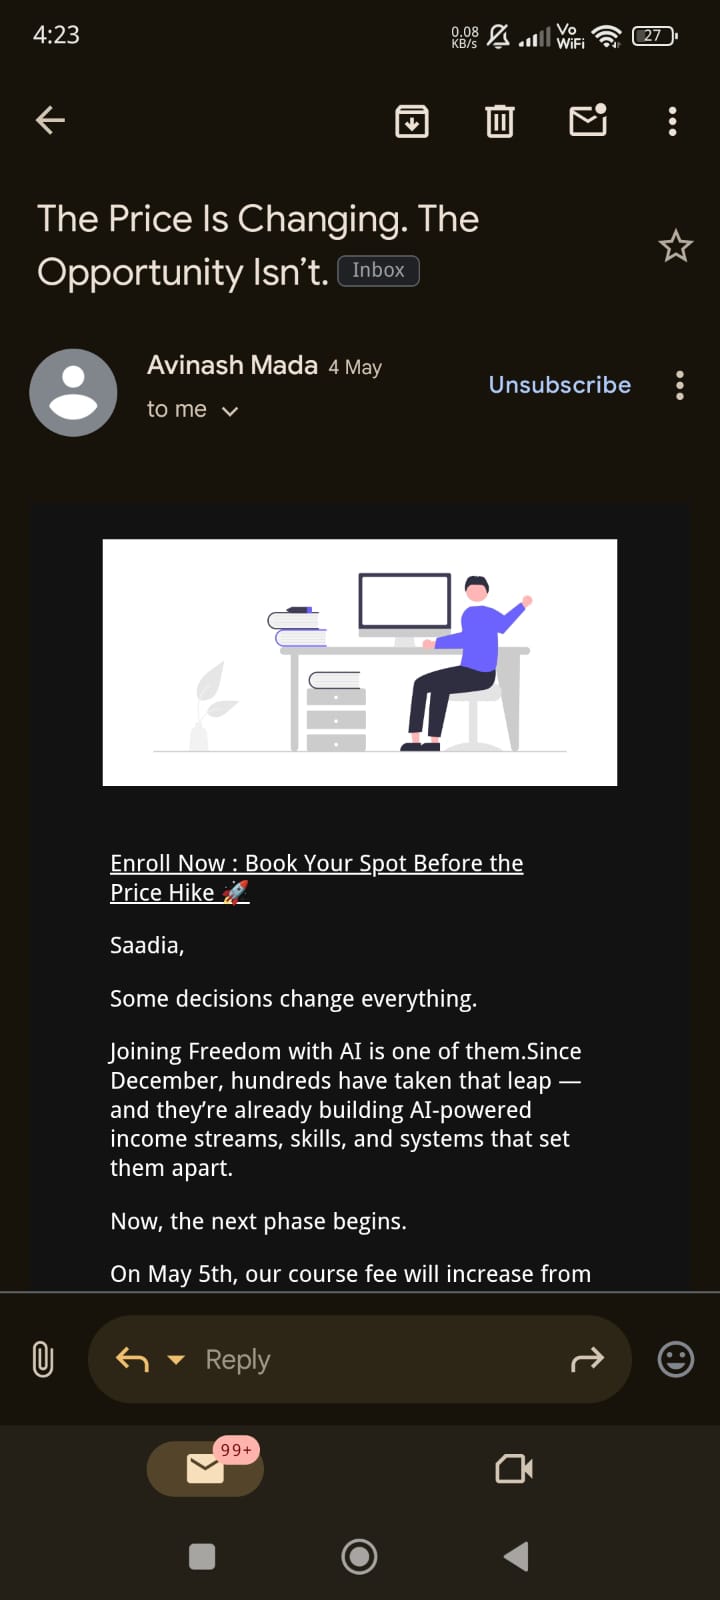 4:23
0.08
KB/s
Vo
WiFi
27
The Price Is Changing. The
Opportunity Isn’t. Inbox
Avinash Mada 4 May
Unsubscribe
to me
Enroll Now : Book Your Spot Before the
Price Hike 🚀
Saadia,
Some decisions change everything.
Joining Freedom with AI is one of them.Since
December, hundreds have taken that leap —
and they’re already building AI-powered
income streams, skills, and systems that set
them apart.
Now, the next phase begins.
On May 5th, our course fee will increase from
Reply
99+